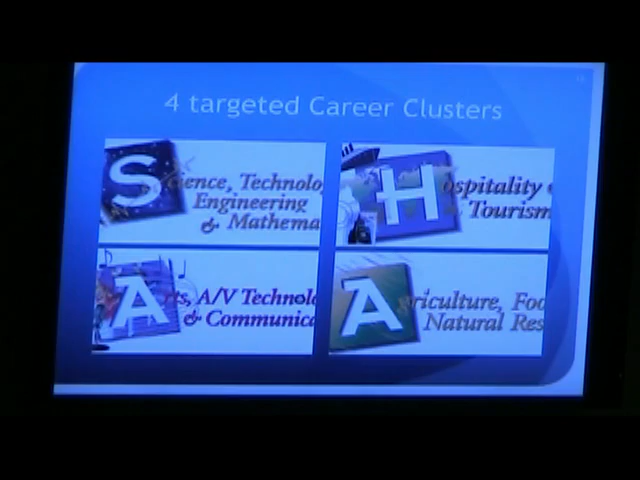 4 targeted Career Clusters
Science, Technolo
Engineering
& Mathema
Hospitality
& Tourism
Arts, A/V Technolo
& Communica
Agriculture, Foo
Natural Res